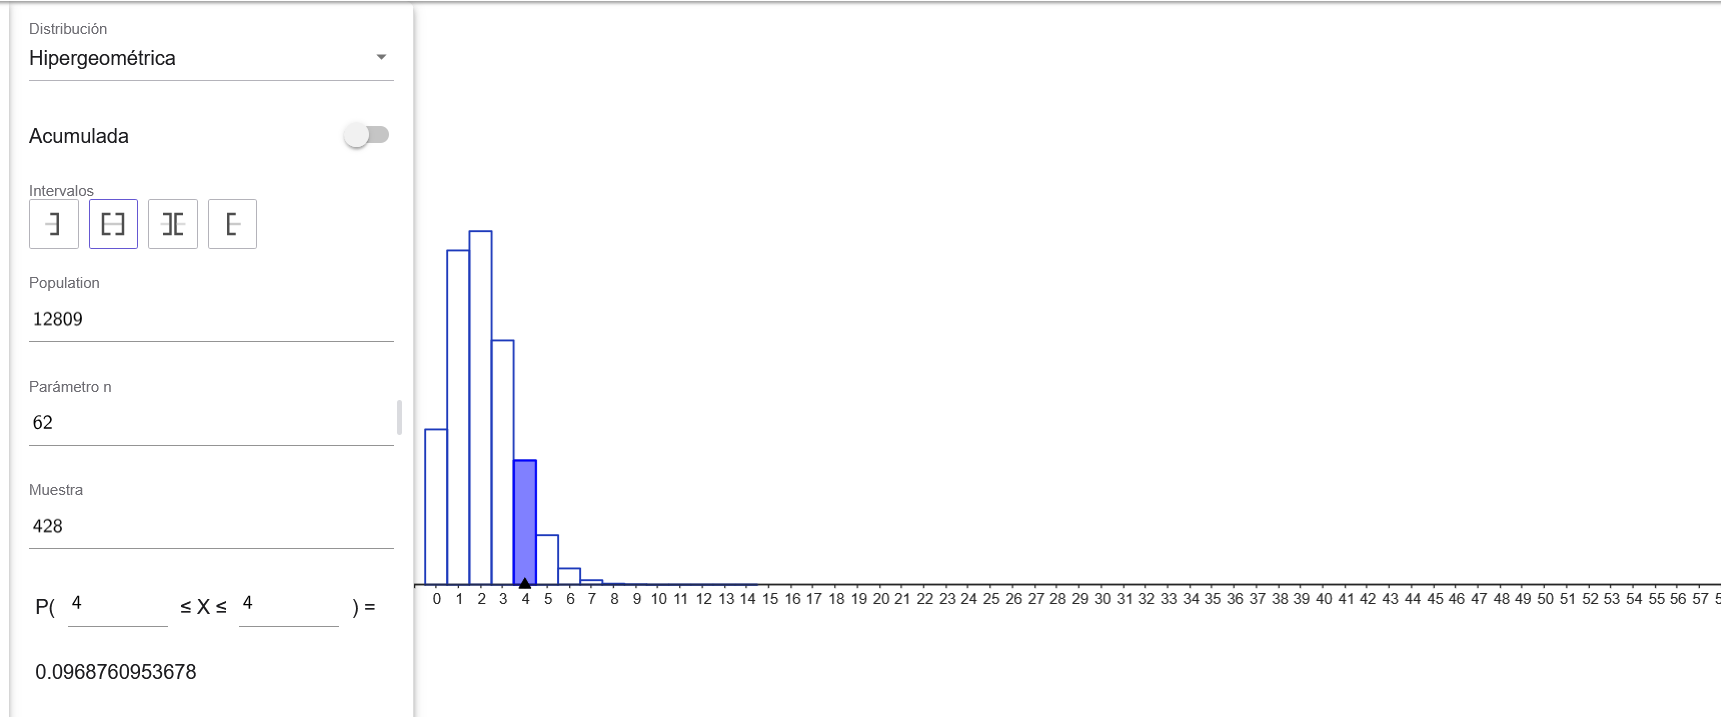 Distribución
Hipergeométrica
Acumulada
Intervalos
Population
12809
Parámetro n
62
Muestra
428
P( 4 ≤ X ≤ 4 ) =
0.0968760953678
0 1 2 3 4 5 6 7 8 9 10 11 12 13 14 15 16 17 18 19 20 21 22 23 24 25 26 27 28 29 30 31 32 33 34 35 36 37 38 39 40 41 42 43 44 45 46 47 48 49 50 51 52 53 54 55 56 57